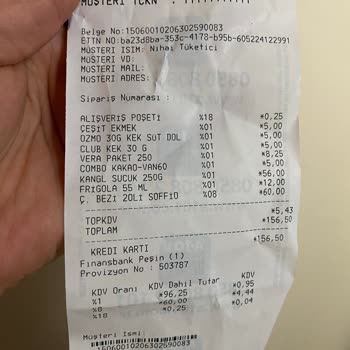 MÜŞTERİ TCKN :
Belge No:15060010206302590083
ETTN NO:ba23d8ba-353c-4178-b95b-605224122991
MÜŞTERİ İSİM: Nihai Tüketici
MÜŞTERİ VD:
MÜŞTERİ MAIL:
MÜŞTERİ ADRES:
Sipariş Numarası :
ALIŞVERİŞ POŞETİ %18 *0,25
ÇEŞİT EKMEK %01 *5,00
OZMO 30G KEK SUT DOL %01 *5,00
CLUB KEK 30 G %01 *5,00
VERA PAKET 250 %01 *8,25
COMBO KAKAO-VAN60 %01 *5,00
KANGL SUCUK 250G %01 *56,00
FRİGOLA 55 ML %01 *12,00
Ç. BEZİ 20Lİ SOFFİO %08 *60,00
TOPKDV *5,43
TOPLAM *156,50
KREDİ KARTI *156,50
Finansbank Peşin (1)
Provizyon No : 503787
KDV Oranı KDV Dahil Tutar KDV
%1 *96,25 *0,95
%8 *60,00 *4,44
%18 *0,25 *0,04
Müşteri İsmi:
15060010206302590083